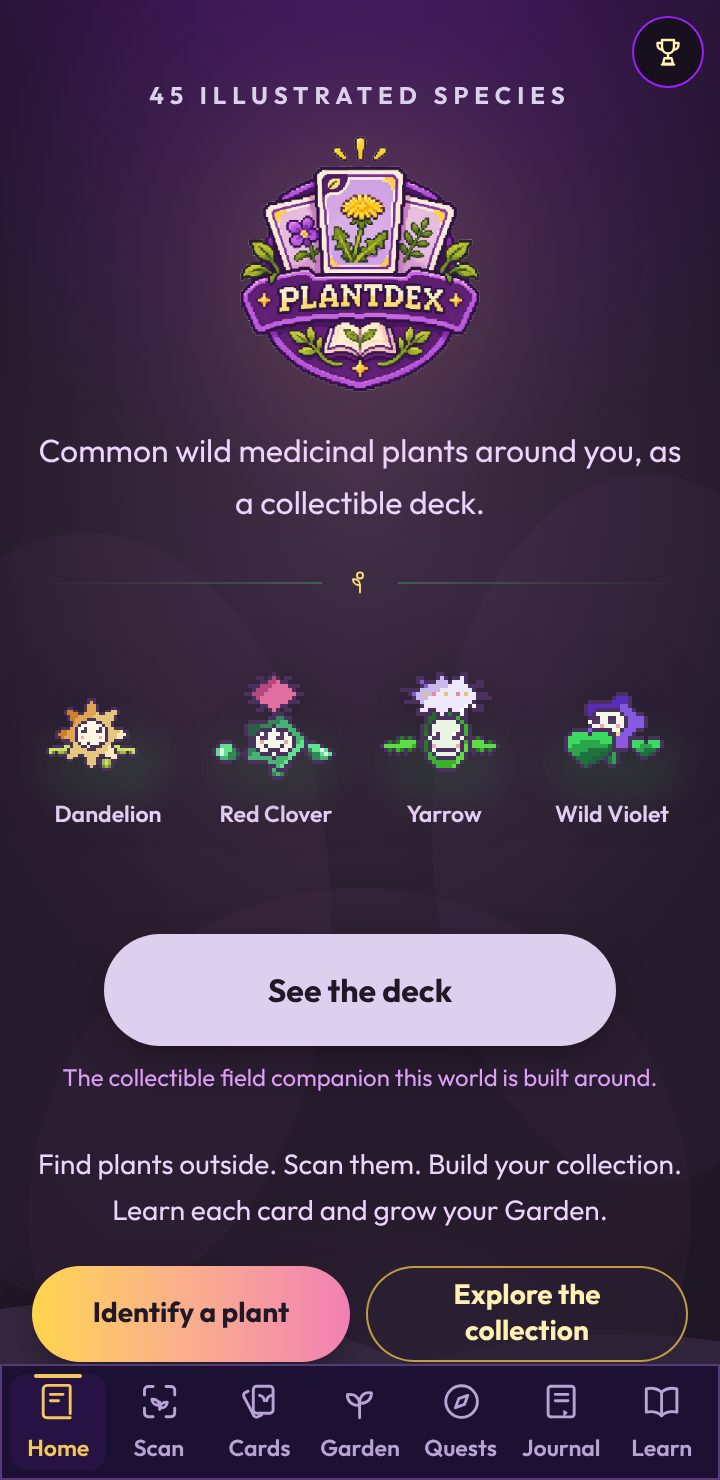 45 ILLUSTRATED SPECIES
PLANTDEX
Common wild medicinal plants around you, as
a collectible deck.
Dandelion
Red Clover
Yarrow
Wild Violet
See the deck
The collectible field companion this world is built around.
Find plants outside. Scan them. Build your collection.
Learn each card and grow your Garden.
Identify a plant
Explore the
collection
Home
Scan
Cards
Garden
Quests
Journal
Learn